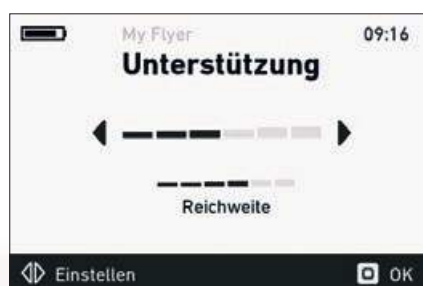 My Flyer
09:16
Unterstützung
Reichweite
Einstellen
OK